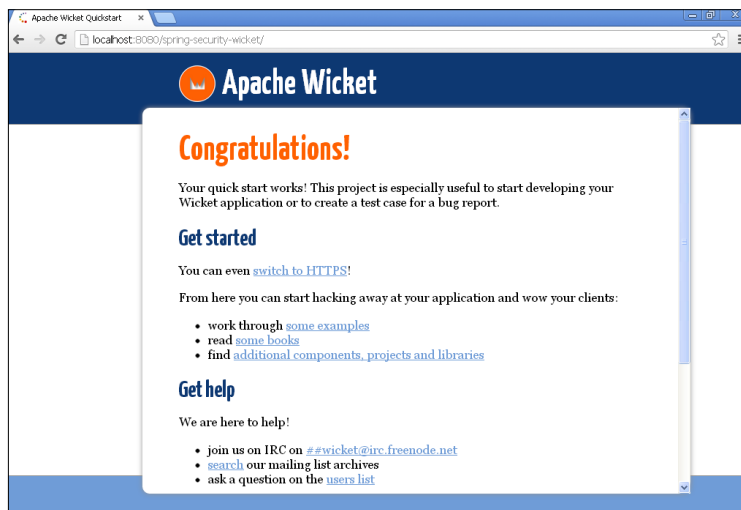 Apache Wicket Quickstart
localhost:8080/spring-security-wicket/
Apache Wicket
Congratulations!
Your quick start works! This project is especially useful to start developing your
Wicket application or to create a test case for a bug report.
Get started
You can even switch to HTTPS!
From here you can start hacking away at your application and wow your clients:
• work through some examples
• read some books
• find additional components, projects and libraries
Get help
We are here to help!
• join us on IRC on ##wicket@irc.freenode.net
• search our mailing list archives
• ask a question on the users list